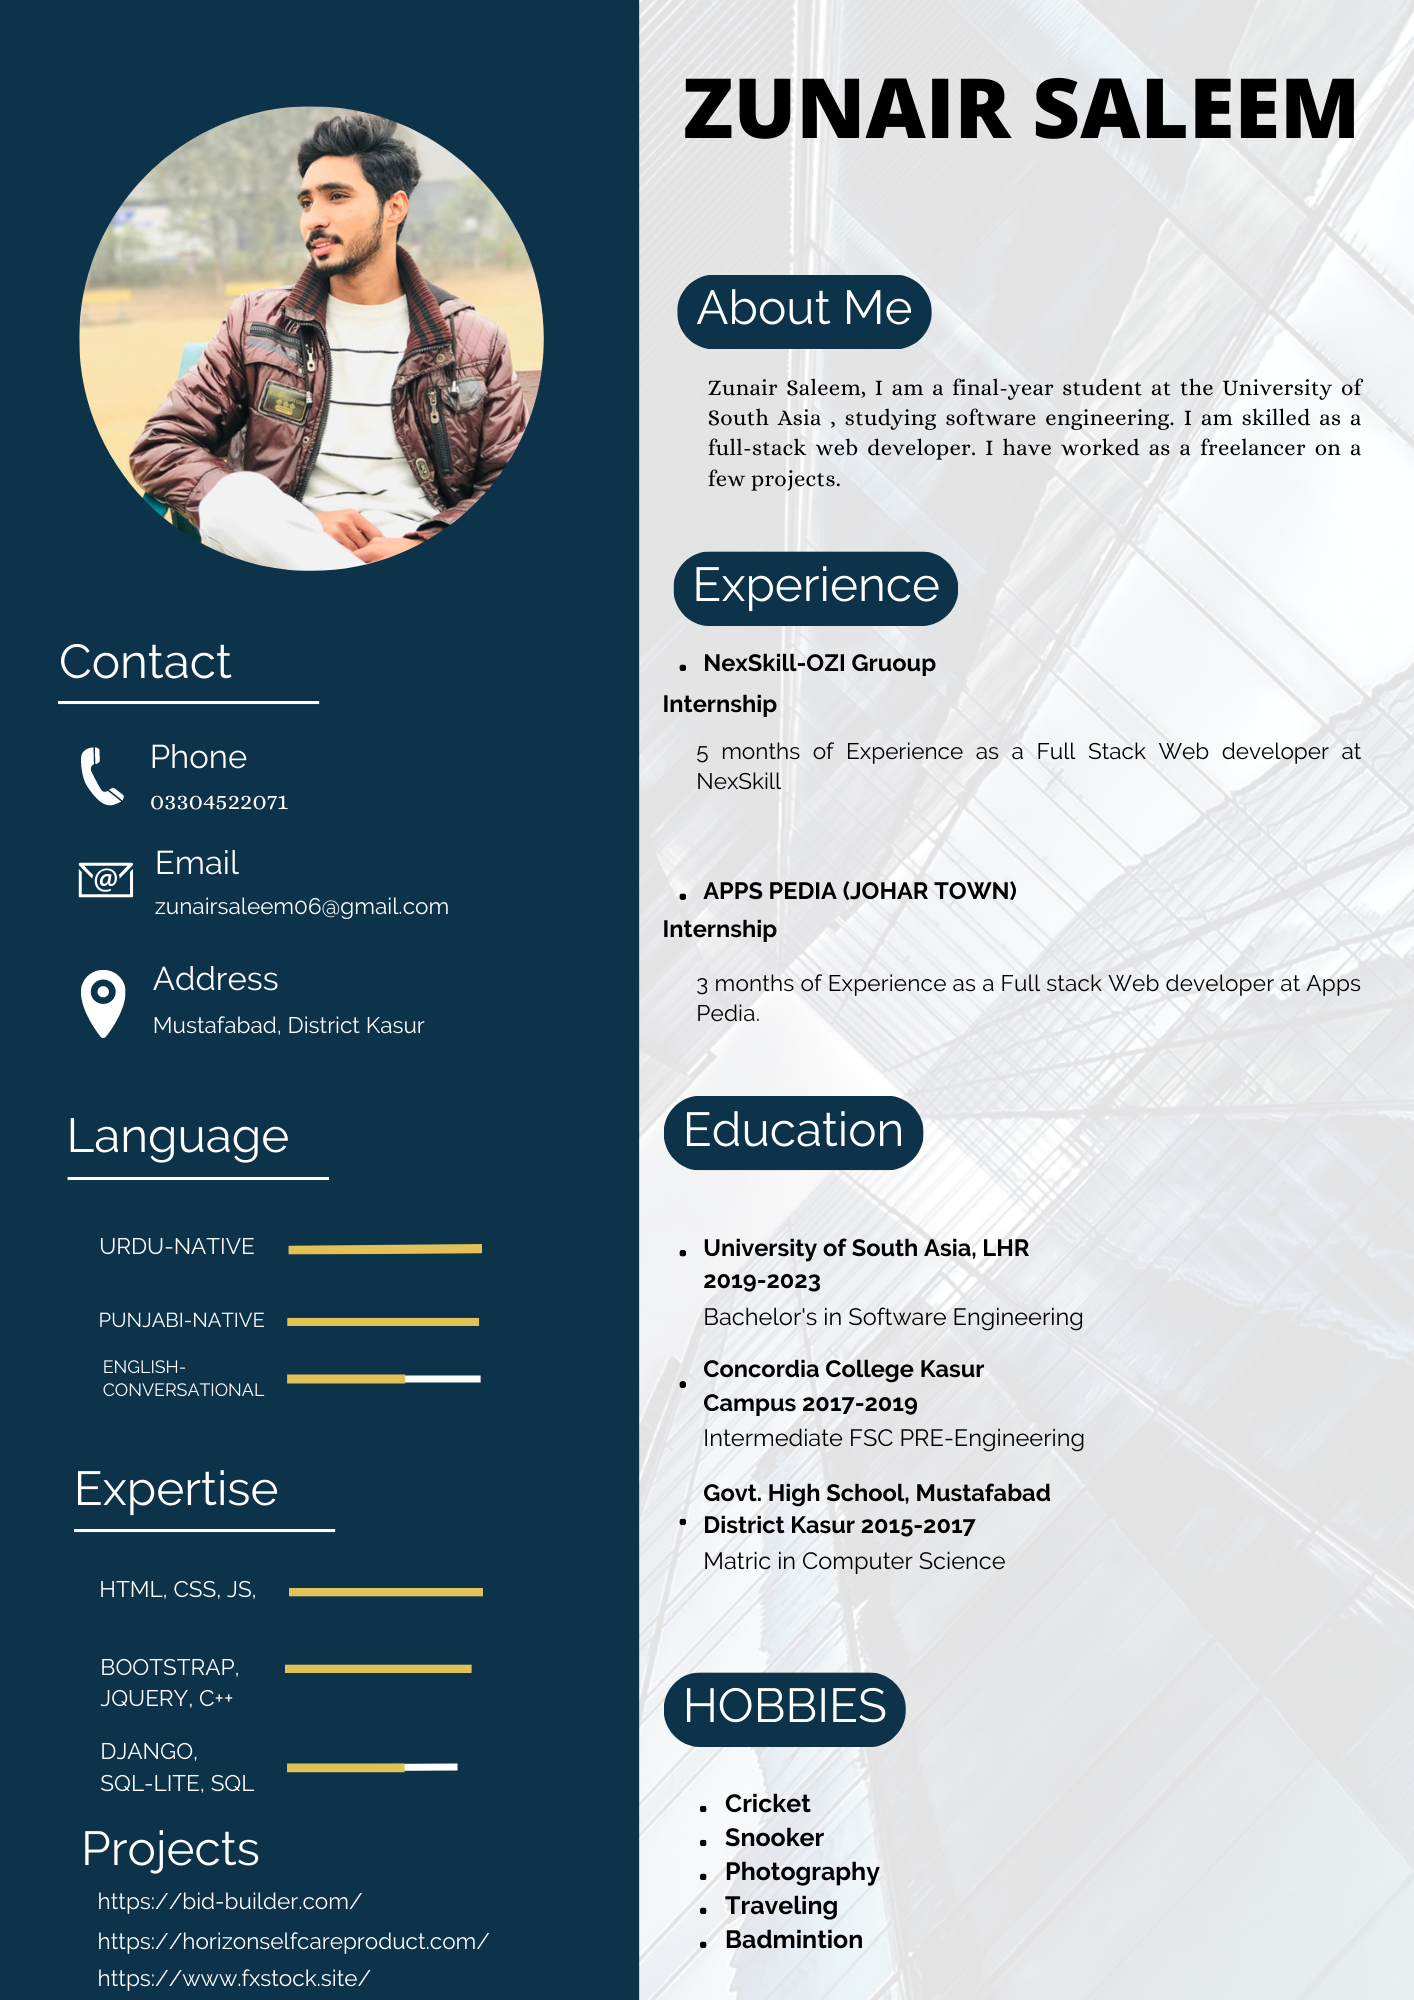 ZUNAIR SALEEM
Contact
Phone
03304522071
@
Email
zunairsaleem06@gmail.com
Address
Mustafabad, District Kasur
Language
URDU-NATIVE
PUNJABI-NATIVE
ENGLISH-
CONVERSATIONAL
Expertise
HTML, CSS, JS,
BOOTSTRAP,
JQUERY, C++
DJANGO,
SQL-LITE, SQL
Projects
https://bid-builder.com/
https://horizonselfcareproduct.com/
https://www.fxstock.site/
About Me
Zunair Saleem, I am a final-year student at the University of
South Asia , studying software engineering. I am skilled as a
full-stack web developer. I have worked as a freelancer on a
few projects.
Experience
NexSkill-OZI Gruoup
Internship
5 months of Experience as a Full Stack Web developer at
NexSkill
APPS PEDIA (JOHAR TOWN)
Internship
3 months of Experience as a Full stack Web developer at Apps
Pedia.
Education
University of South Asia, LHR
2019-2023
Bachelor's in Software Engineering
Concordia College Kasur
Campus 2017-2019
Intermediate FSC PRE-Engineering
Govt. High School, Mustafabad
District Kasur 2015-2017
Matric in Computer Science
HOBBIES
Cricket
Snooker
Photography
Traveling
Badmintion